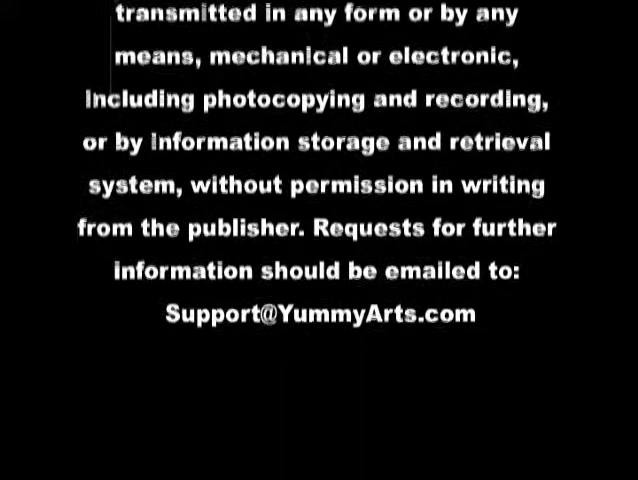 transmitted in any form or by any
means, mechanical or electronic,
including photocopying and recording,
or by information storage and retrieval
system, without permission in writing
from the publisher. Requests for further
information should be emailed to:
Support@YummyArts.com